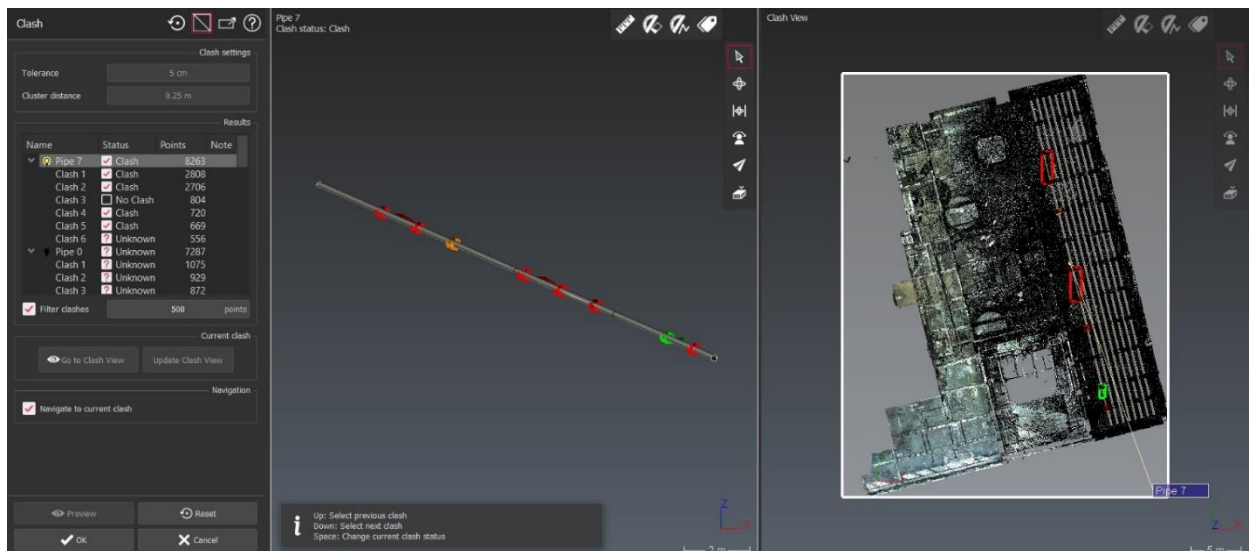 Clash
Clash settings
Tolerance 5 cm
Cluster distance 0.25 m
Results
Name Status Points Note
Pipe 7 Clash 8263
Clash 1 Clash 2808
Clash 2 Clash 2706
Clash 3 No Clash 804
Clash 4 Clash 720
Clash 5 Clash 669
Clash 6 ? Unknown 556
Pipe 0 ? Unknown 7287
Clash 1 ? Unknown 1075
Clash 2 ? Unknown 929
Clash 3 ? Unknown 872
Filter clashes 500 points
Current clash
Go to Clash View Update Clash View
Navigation
Navigate to current clash
Preview Reset
OK Cancel
Pipe 7
Clash status: Clash
i Up: Select previous clash
Down: Select next clash
Space: Change current clash status
Z
2 m
Clash View
Pipe 7
Z
5 m